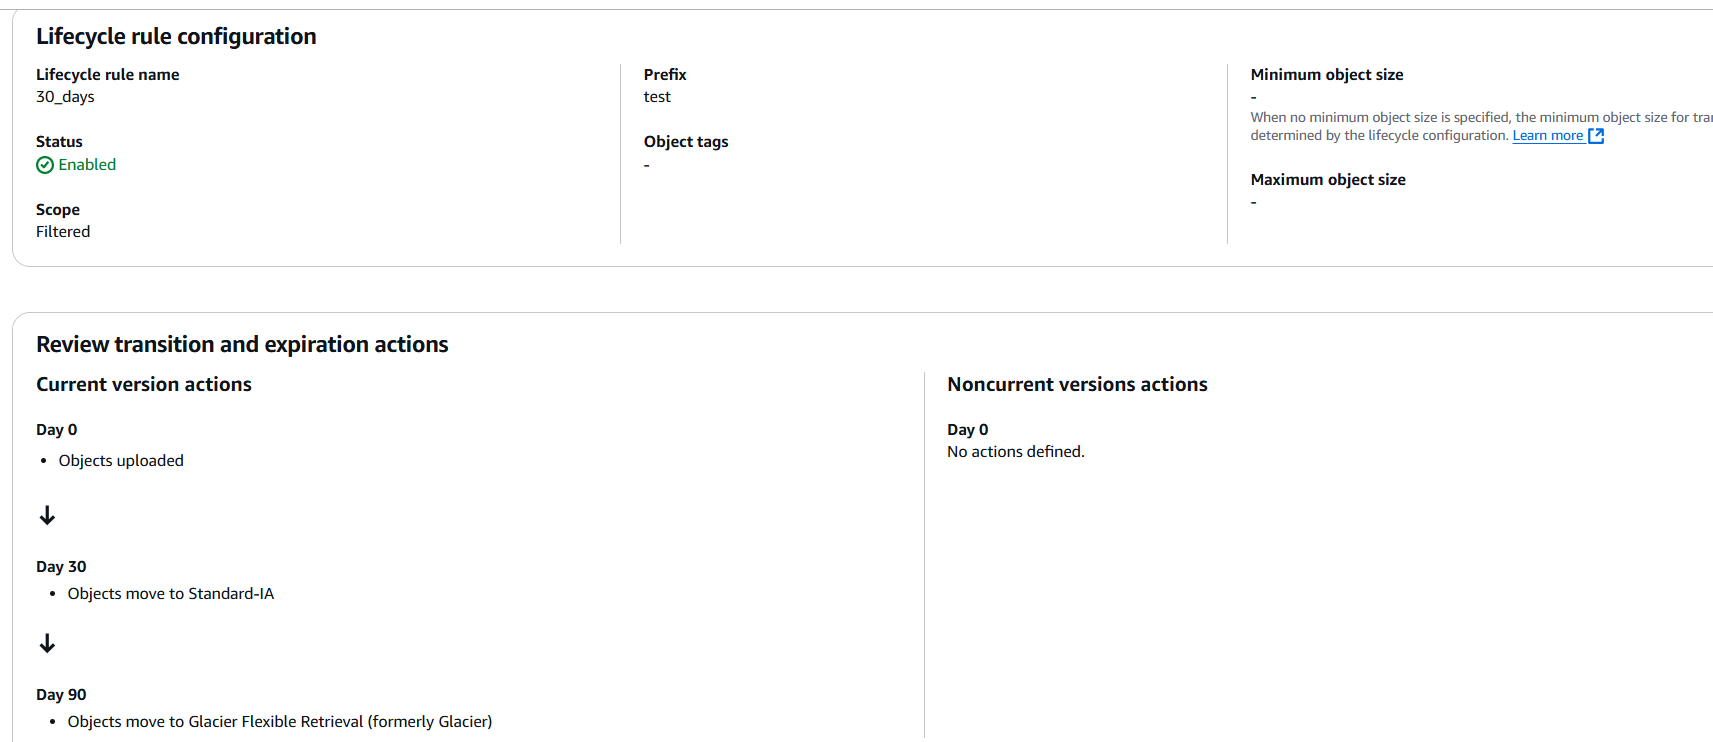 Lifecycle rule configuration
Lifecycle rule name
30_days
Status
Enabled
Scope
Filtered
Prefix
test
Object tags
-
Minimum object size
-
When no minimum object size is specified, the minimum object size for
determined by the lifecycle configuration. Learn more
Maximum object size
-
Review transition and expiration actions
Current version actions
Day 0
• Objects uploaded
↓
Day 30
• Objects move to Standard-IA
↓
Day 90
• Objects move to Glacier Flexible Retrieval (formerly Glacier)
Noncurrent versions actions
Day 0
No actions defined.